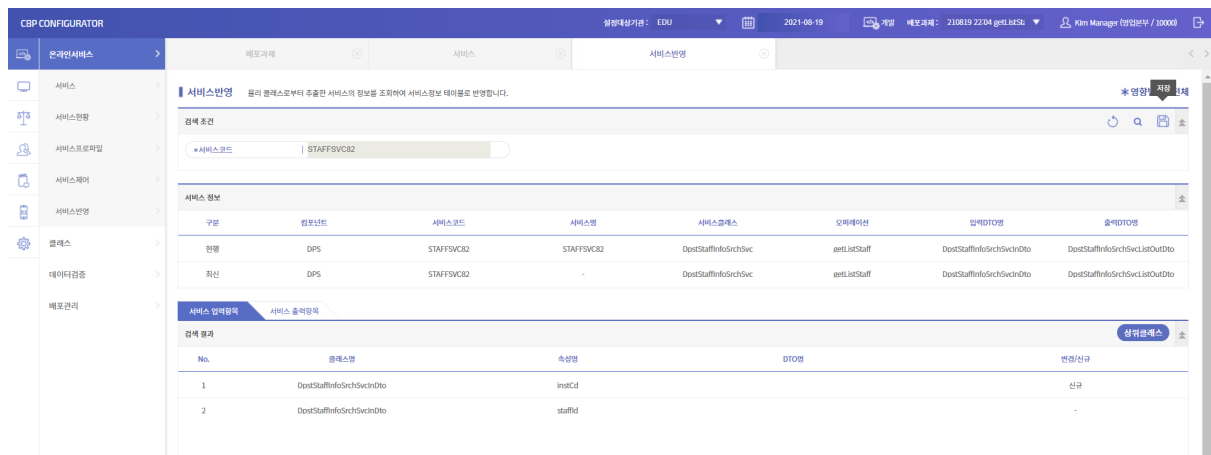 CBP CONFIGURATOR 설정대상기관 : EDU 2021-08-19 개발 배포과제 : 210819 22:04 getListSta Kim Manager (영업본부 / 10000)
온라인서비스 배포과제 서비스 서비스반영
서비스
서비스현황
서비스프로파일
서비스제어
서비스반영
클래스
데이터검증
배포관리
서비스반영 물리 클래스로부터 추출한 서비스의 정보를 조회하여 서비스정보 테이블로 반영합니다.
저장
검색 조건
*서비스코드 STAFFSVC82
서비스 정보
구분 컴포넌트 서비스코드 서비스명 서비스클래스 오퍼레이션 입력DTO명 출력DTO명
현행 DPS STAFFSVC82 STAFFSVC82 DpstStaffInfoSrchSvc getListStaff DpstStaffInfoSrchSvcInDto DpstStaffInfoSrchSvcListOutDto
최신 DPS STAFFSVC82 - DpstStaffInfoSrchSvc getListStaff DpstStaffInfoSrchSvcInDto DpstStaffInfoSrchSvcListOutDto
서비스 입력항목 서비스 출력항목
검색 결과 상위클래스
No. 클래스명 속성명 DTO명 변경/신규
1 DpstStaffInfoSrchSvcInDto instCd 신규
2 DpstStaffInfoSrchSvcInDto staffId -